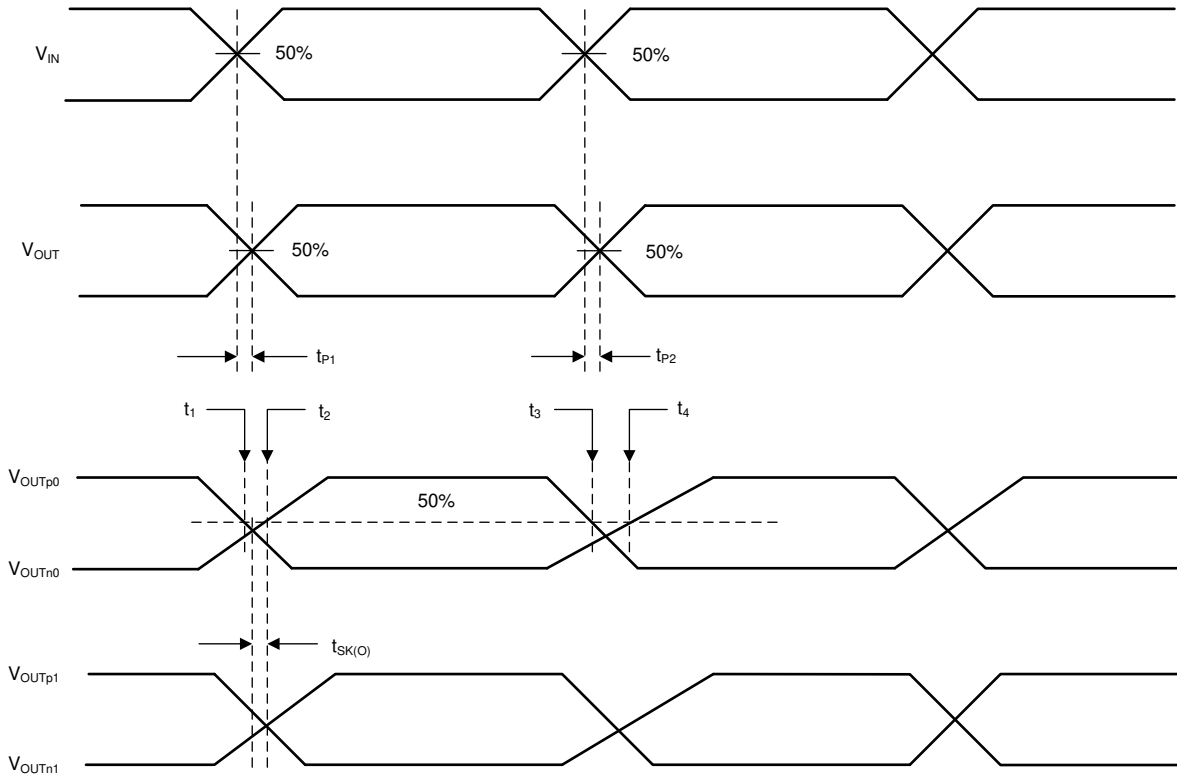 V_IN
50%
50%
V_OUT
50%
50%
t_P1
t_P2
t_1
t_2
t_3
t_4
V_OUTp0
50%
V_OUTn0
t_SK(O)
V_OUTp1
V_OUTn1